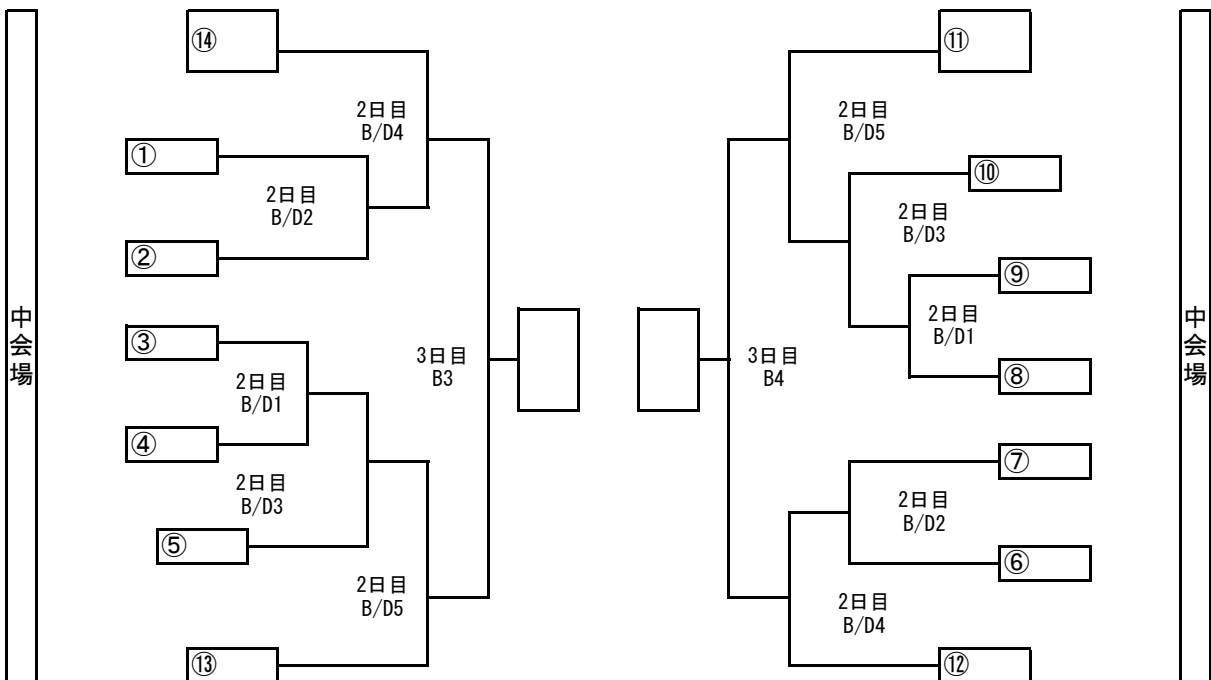 中会場
⑭
2日目
B/D4
①
2日目
B/D2
②
③
2日目
B/D1
④
2日目
B/D3
⑤
2日目
B/D5
⑬
3日目
B3
3日目
B4
⑪
2日目
B/D5
⑩
2日目
B/D3
⑨
2日目
B/D1
⑧
⑦
2日目
B/D2
⑥
2日目
B/D4
⑫
中会場